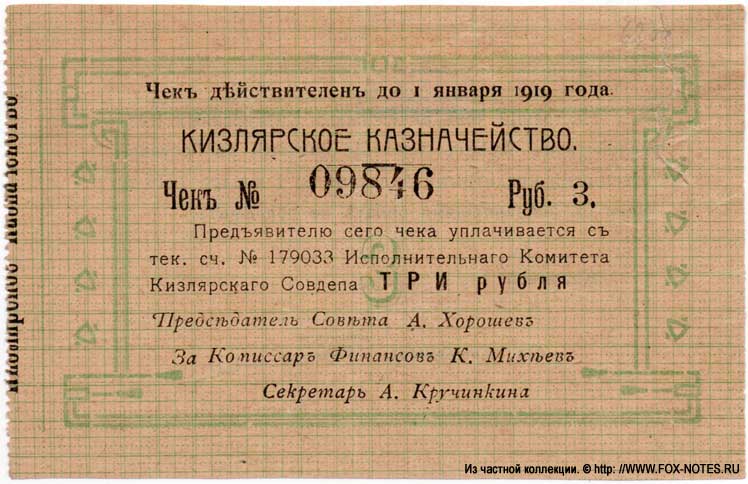 Чекъ дѣйствителенъ до 1 января 1919 года.
КИЗЛЯРСКОЕ КАЗНАЧЕЙСТВО.
Чекъ № 09846 Руб. 3.
Предъявителю сего чека уплачивается съ
тек. сч. № 179033 Исполнительнаго Комитета
Кизлярскаго Совдепа ТРИ рубля
3
Предсѣдатель Совѣта А. Хорошевъ
За Комиссаръ Финансовъ К. Михѣевъ
Секретарь А. Кручинкина
Из частной коллекции. © http: //WWW.FOX-NOTES.RU